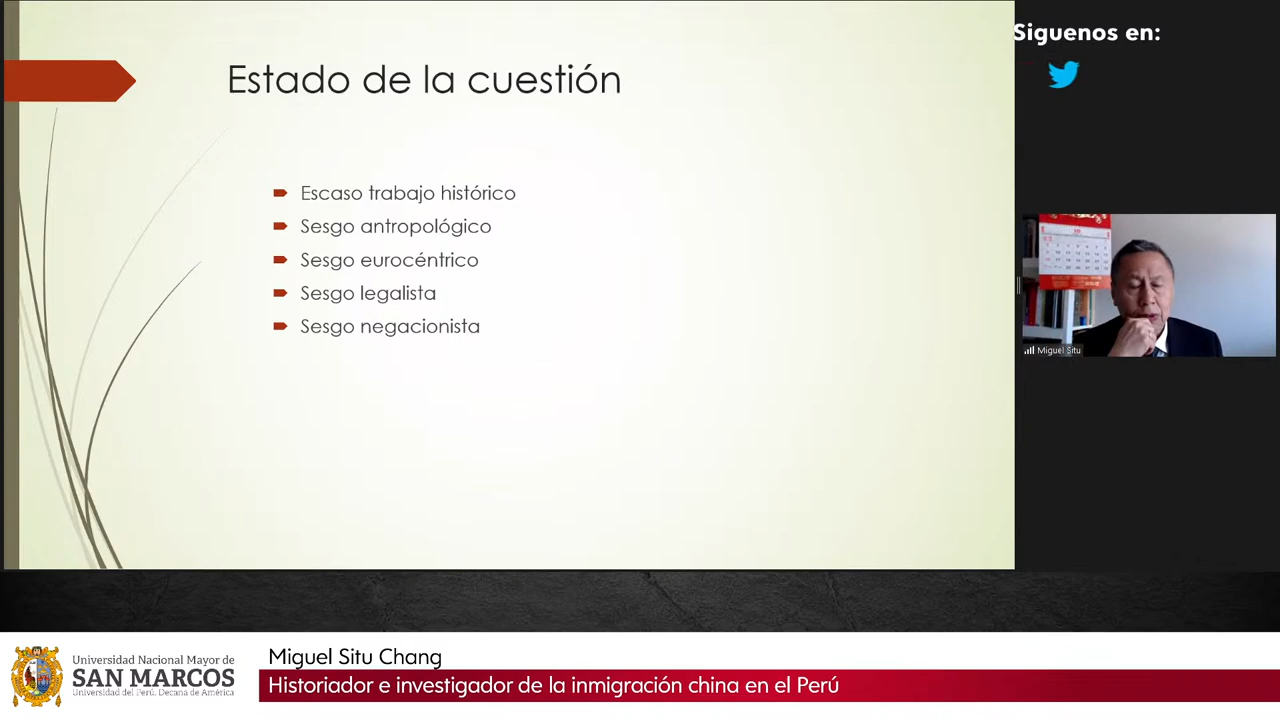 Siguenos en:
Estado de la cuestión
Escaso trabajo histórico
Sesgo antropológico
Sesgo eurocéntrico
Sesgo legalista
Sesgo negacionista
Miguel Situ
Universidad Nacional Mayor de
SAN MARCOS
Universidad del Perú. Decana de América
Miguel Situ Chang
Historiador e investigador de la inmigración china en el Perú